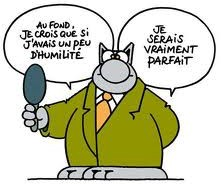 AU FOND,
JE CROIS QUE SI
J'AVAIS UN PEU
D'HUMILITÉ
JE
SERAIS
VRAIMENT
PARFAIT